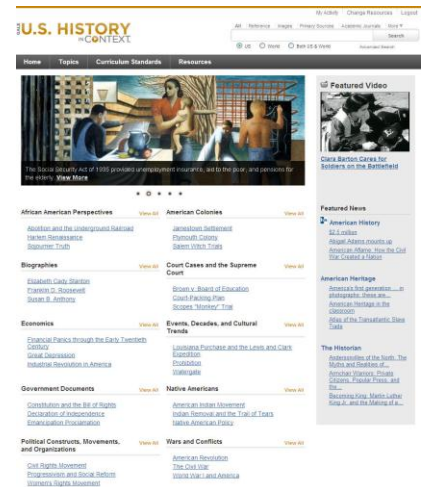 My Activity Change Resources Logout
U.S. HISTORY
IN CONTEXT
All Reference Images Primary Sources Academic Journals More
Search
US World Both US & World Advanced Search
Home Topics Curriculum Standards Resources
Featured Video
Clara Barton Cares for
Soldiers on the Battlefield
The Social Security Act of 1935 provided unemployment insurance, aid to the poor, and pensions for
the elderly. View More
African American Perspectives View All
Abolition and the Underground Railroad
Harlem Renaissance
Sojourner Truth
American Colonies View All
Jamestown Settlement
Plymouth Colony
Salem Witch Trials
Biographies View All
Elizabeth Cady Stanton
Franklin D. Roosevelt
Susan B. Anthony
Court Cases and the Supreme View All
Court
Brown v. Board of Education
Court-Packing Plan
Scopes "Monkey" Trial
Economics View All
Financial Panics through the Early Twentieth
Century
Great Depression
Industrial Revolution in America
Events, Decades, and Cultural View All
Trends
Louisiana Purchase and the Lewis and Clark
Expedition
Prohibition
Watergate
Government Documents View All
Constitution and the Bill of Rights
Declaration of Independence
Emancipation Proclamation
Native Americans View All
American Indian Movement
Indian Removal and the Trail of Tears
Native American Policy
Political Constructs, Movements, View All
and Organizations
Civil Rights Movement
Progressivism and Social Reform
Women's Rights Movement
Wars and Conflicts View All
American Revolution
The Civil War
World War I and America
Featured News
American History
$2.5 million
Abigail Adams mounts up
American Affairs: How the Civil
War Created a Nation
American Heritage
America's first generation ... in
photographs: these are...
American Heritage in the
classroom
Atlas of the Transatlantic Slave
Trade
The Historian
Andersonvilles of the North: The
Myths and Realities of...
Armchair Warriors: Private
Citizens, Popular Press, and
the...
Becoming King: Martin Luther
King Jr. and the Making of a...